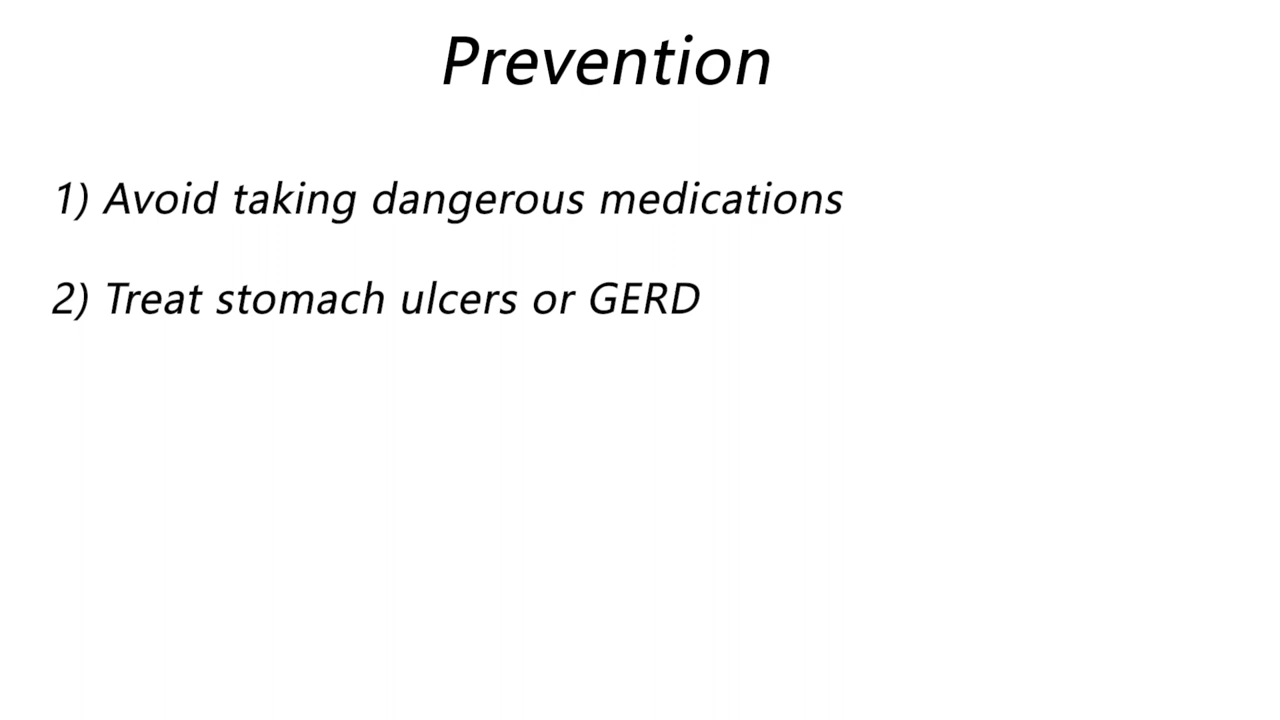 Prevention
1) Avoid taking dangerous medications
2) Treat stomach ulcers or GERD